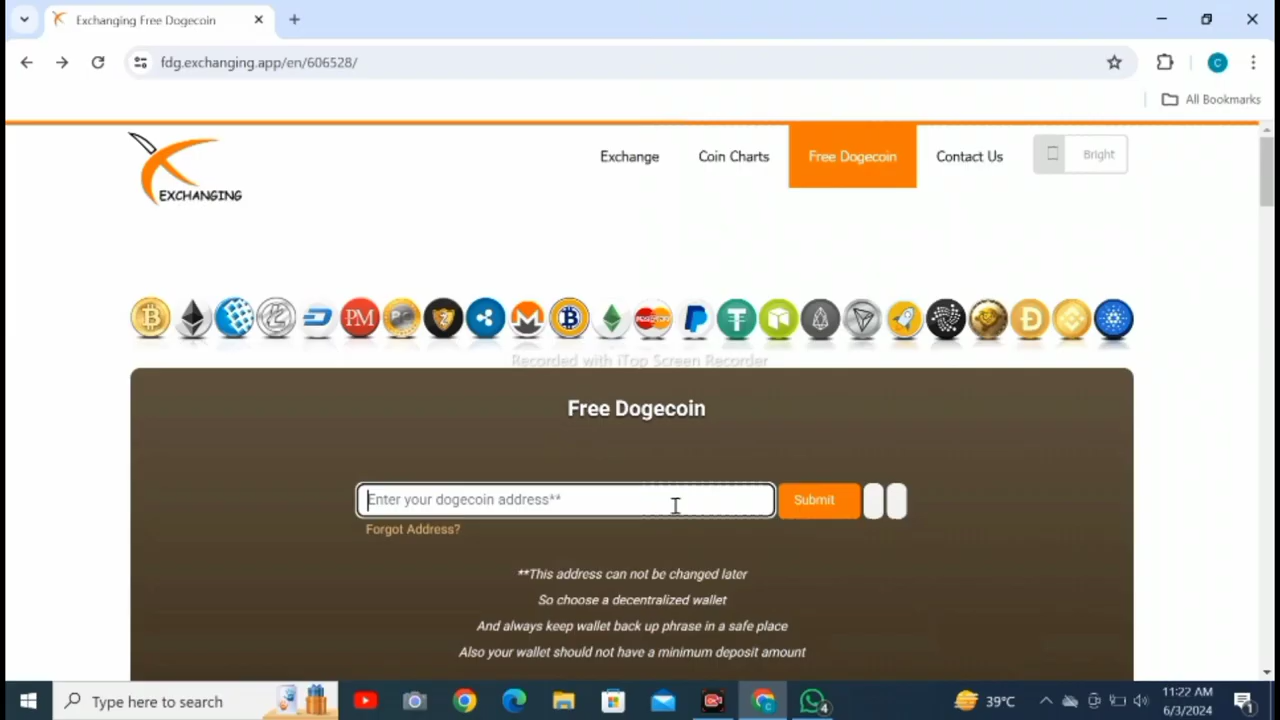 Exchanging Free Dogecoin
fdg.exchanging.app/en/606528/
C
All Bookmarks
EXCHANGING
Exchange
Coin Charts
Free Dogecoin
Contact Us
Bright
PM
Recorded with iTop Screen Recorder
Free Dogecoin
Enter your dogecoin address**
Submit
Forgot Address?
**This address can not be changed later
So choose a decentralized wallet
And always keep wallet back up phrase in a safe place
Also your wallet should not have a minimum deposit amount
Type here to search
4
39°C
11:22 AM
6/3/2024
1